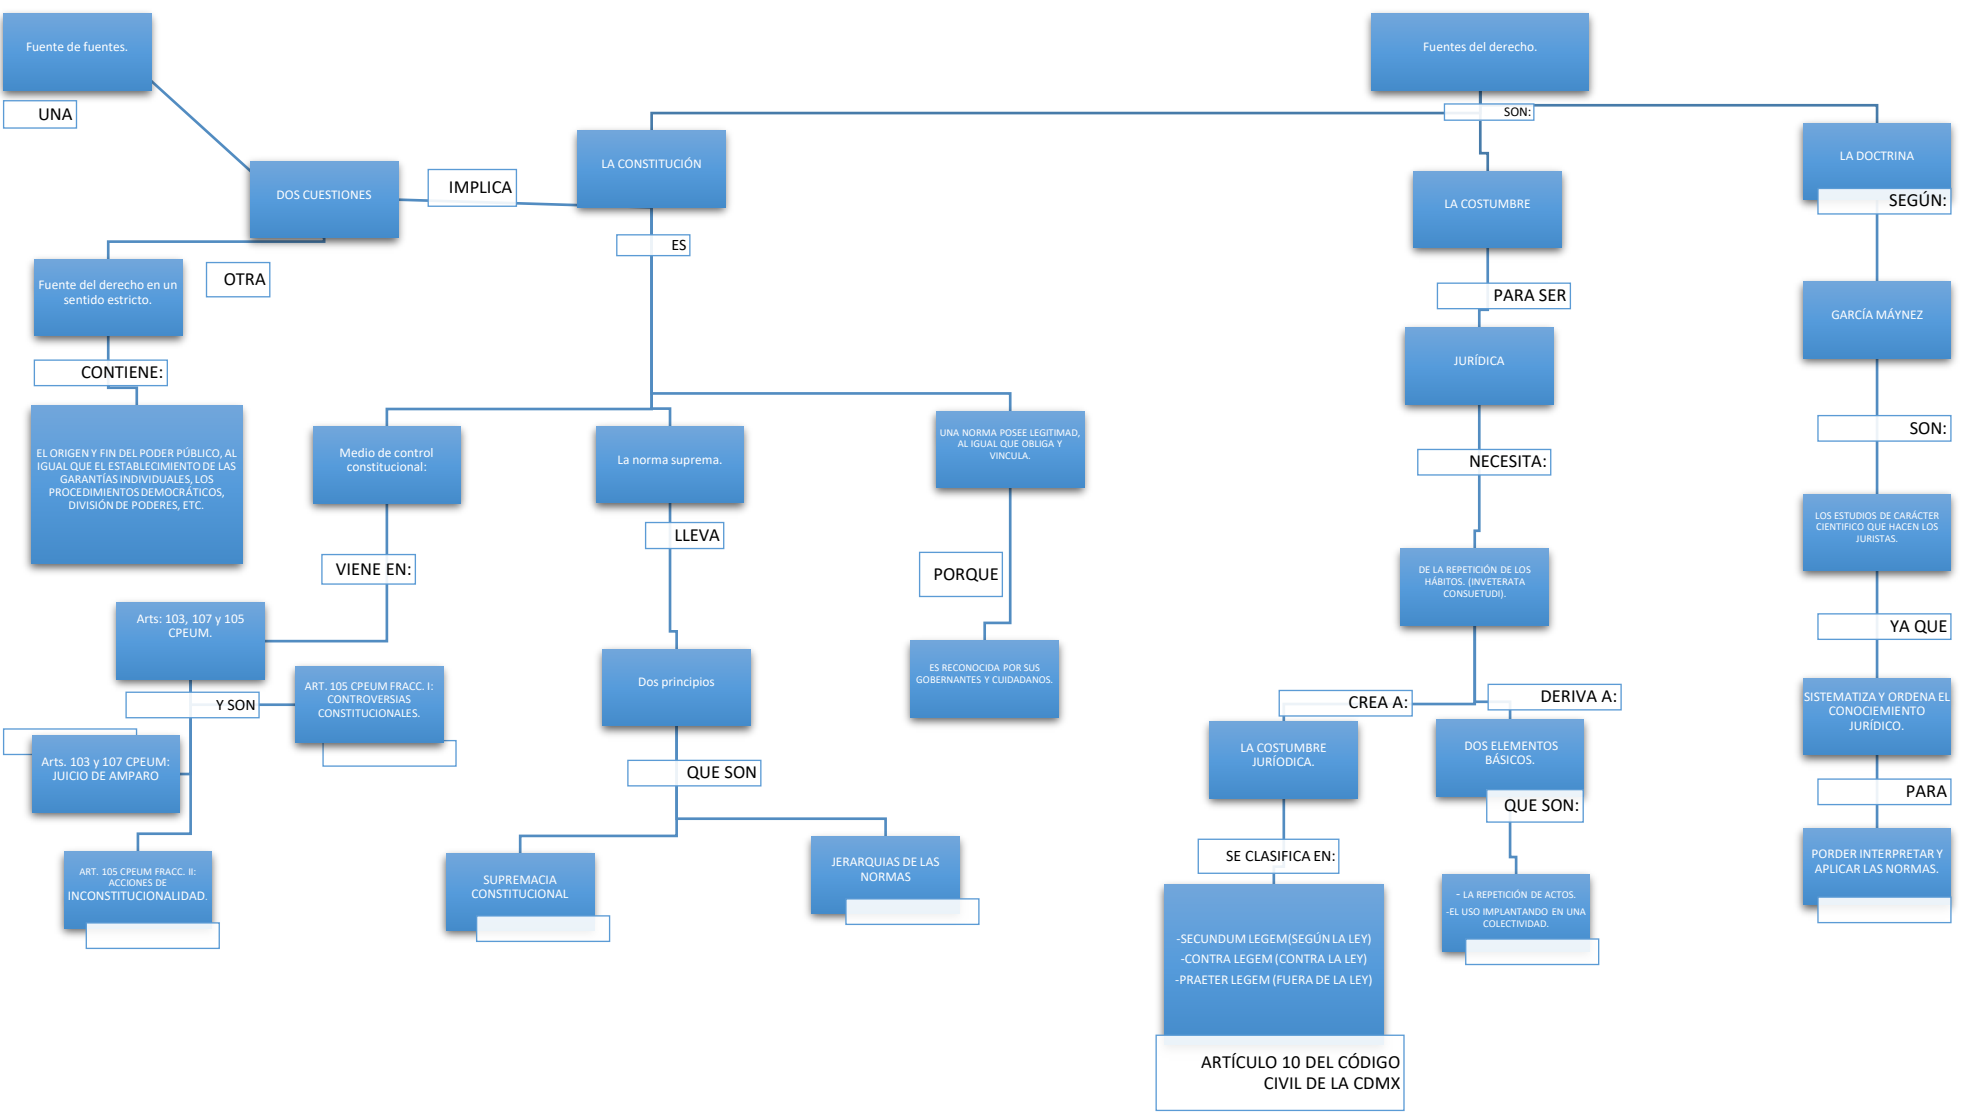 Fuente de fuentes.
UNA
DOS CUESTIONES
IMPLICA
OTRA
Fuente del derecho en un
sentido estricto.
CONTIENE:
EL ORIGEN Y FIN DEL PODER PÚBLICO, AL
IGUAL QUE EL ESTABLECIMIENTO DE LAS
GARANTÍAS INDIVIDUALES, LOS
PROCEDIMIENTOS DEMOCRÁTICOS,
DIVISIÓN DE PODERES, ETC.
Fuentes del derecho.
SON:
LA CONSTITUCIÓN
ES
Medio de control
constitucional:
VIENE EN:
Arts: 103, 107 y 105
CPEUM.
Y SON
ART. 105 CPEUM FRACC. I:
CONTROVERSIAS
CONSTITUCIONALES.
Arts. 103 y 107 CPEUM:
JUICIO DE AMPARO
ART. 105 CPEUM FRACC. II:
ACCIONES DE
INCONSTITUCIONALIDAD.
La norma suprema.
LLEVA
Dos principios
QUE SON
SUPREMACIA
CONSTITUCIONAL
JERARQUIAS DE LAS
NORMAS
UNA NORMA POSEE LEGITIMAD,
AL IGUAL QUE OBLIGA Y
VINCULA.
PORQUE
ES RECONOCIDA POR SUS
GOBERNANTES Y CUIDADANOS.
LA COSTUMBRE
PARA SER
JURÍDICA
NECESITA:
DE LA REPETICIÓN DE LOS
HÁBITOS. (INVETERATA
CONSUETUDI).
CREA A:
LA COSTUMBRE
JURÍODICA.
SE CLASIFICA EN:
-SECUNDUM LEGEM(SEGÚN LA LEY)
-CONTRA LEGEM (CONTRA LA LEY)
-PRAETER LEGEM (FUERA DE LA LEY)
ARTÍCULO 10 DEL CÓDIGO
CIVIL DE LA CDMX
DERIVA A:
DOS ELEMENTOS
BÁSICOS.
QUE SON:
- LA REPETICIÓN DE ACTOS.
-EL USO IMPLANTANDO EN UNA
COLECTIVIDAD.
LA DOCTRINA
SEGÚN:
GARCÍA MÁYNEZ
SON:
LOS ESTUDIOS DE CARÁCTER
CIENTIFICO QUE HACEN LOS
JURISTAS.
YA QUE
SISTEMATIZA Y ORDENA EL
CONOCIEMIENTO
JURÍDICO.
PARA
PORDER INTERPRETAR Y
APLICAR LAS NORMAS.